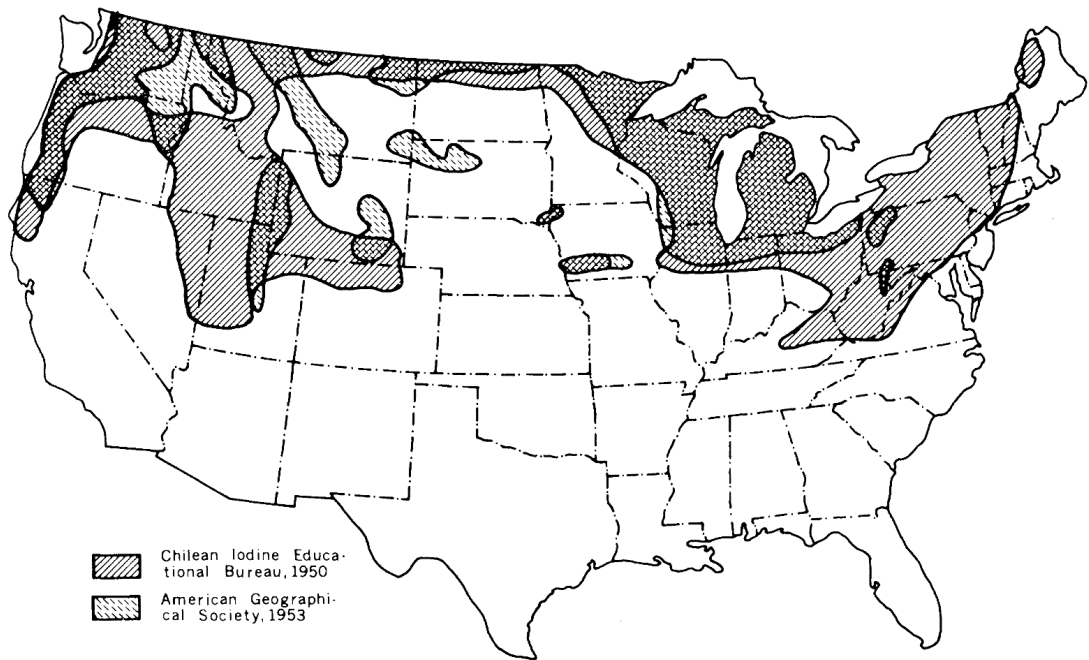 Chilean Iodine Educa-
tional Bureau, 1950
American Geographi-
cal Society, 1953